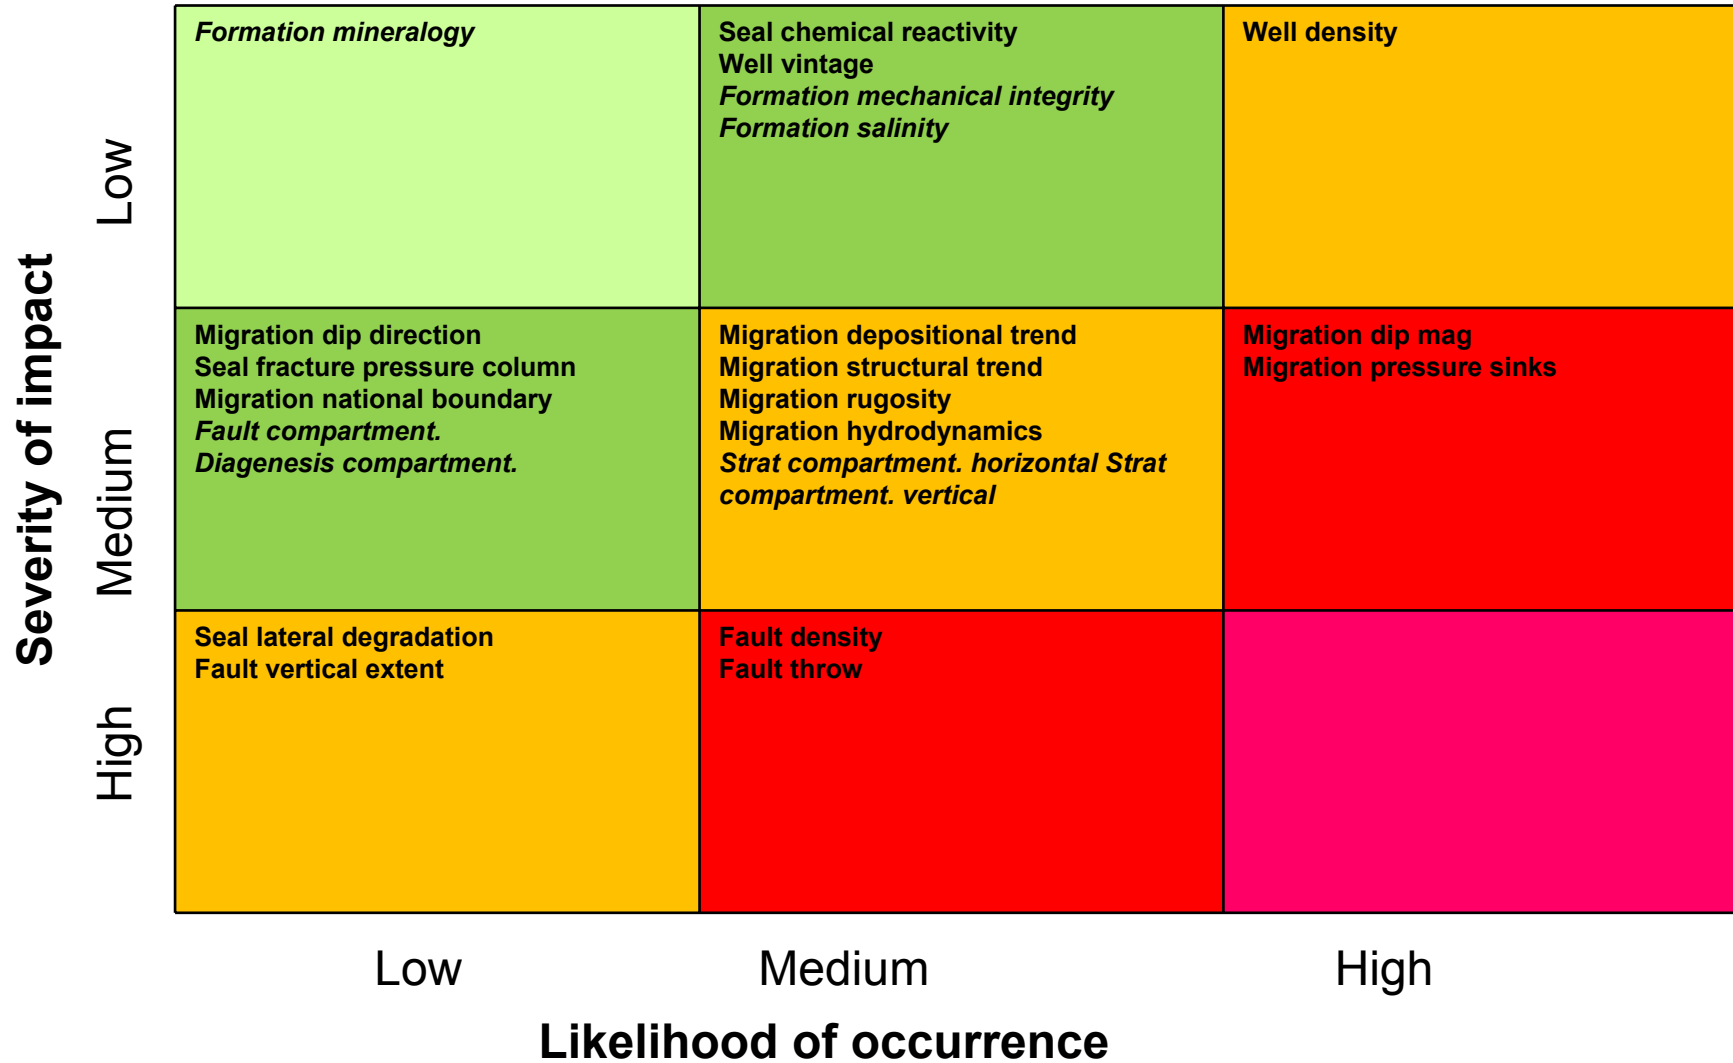 Formation mineralogy
Seal chemical reactivity
Well vintage
Formation mechanical integrity
Formation salinity
Well density
Low
Migration dip direction
Seal fracture pressure column
Migration national boundary
Fault compartment.
Diagenesis compartment.
Migration depositional trend
Migration structural trend
Migration rugosity
Migration hydrodynamics
Strat compartment. horizontal Strat
compartment. vertical
Migration dip mag
Migration pressure sinks
Medium
Severity of impact
Seal lateral degradation
Fault vertical extent
Fault density
Fault throw
High
Low
Medium
High
Likelihood of occurrence